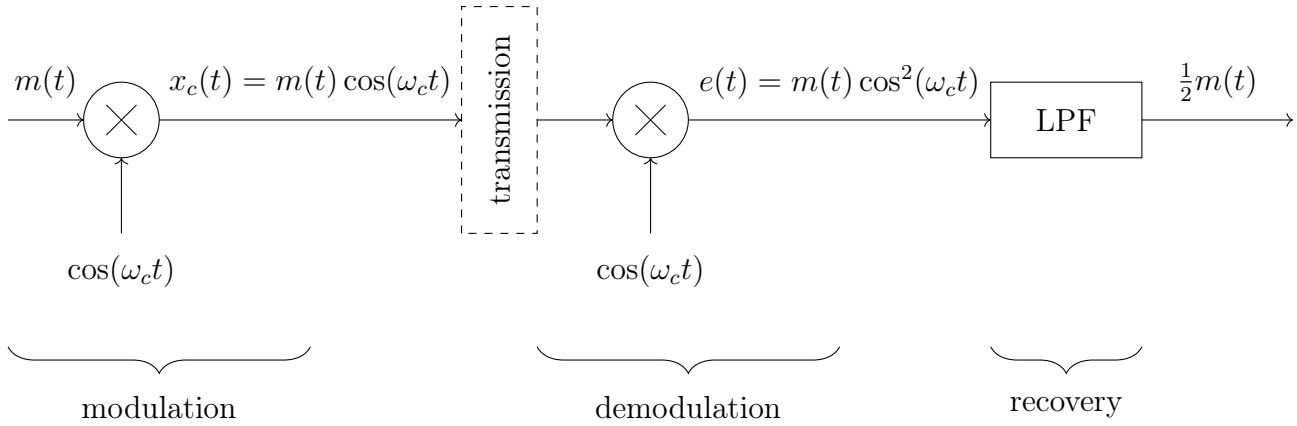 m(t)
x_c(t) = m(t) cos(ω_c t)
transmission
e(t) = m(t) cos²(ω_c t)
LPF
½m(t)
cos(ω_c t)
cos(ω_c t)
modulation
demodulation
recovery